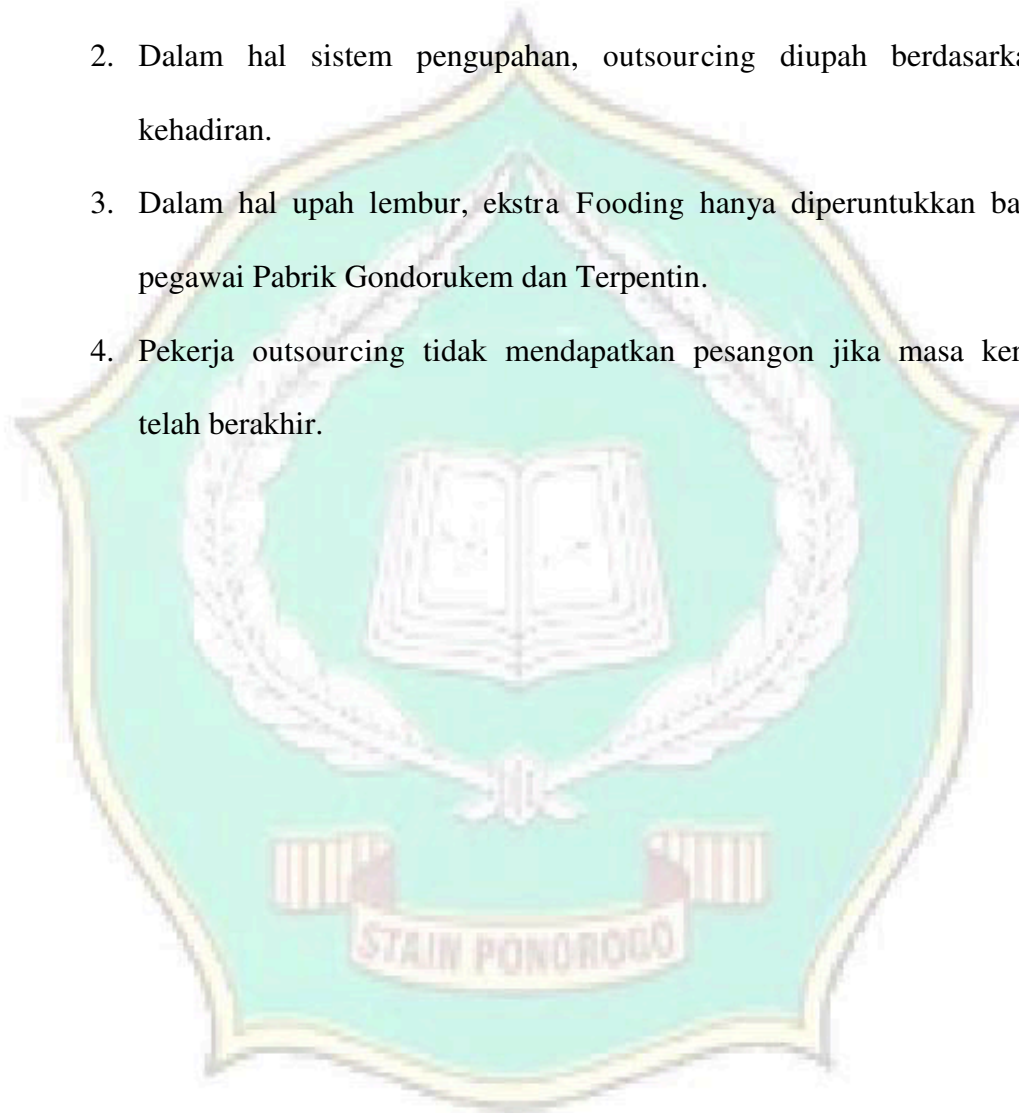 2. Dalam hal sistem pengupahan, outsourcing diupah berdasarka
kehadiran.
3. Dalam hal upah lembur, ekstra Fooding hanya diperuntukkan ba
pegawai Pabrik Gondorukem dan Terpentin.
4. Pekerja outsourcing tidak mendapatkan pesangon jika masa ker
telah berakhir.
STAIN PONOROGO